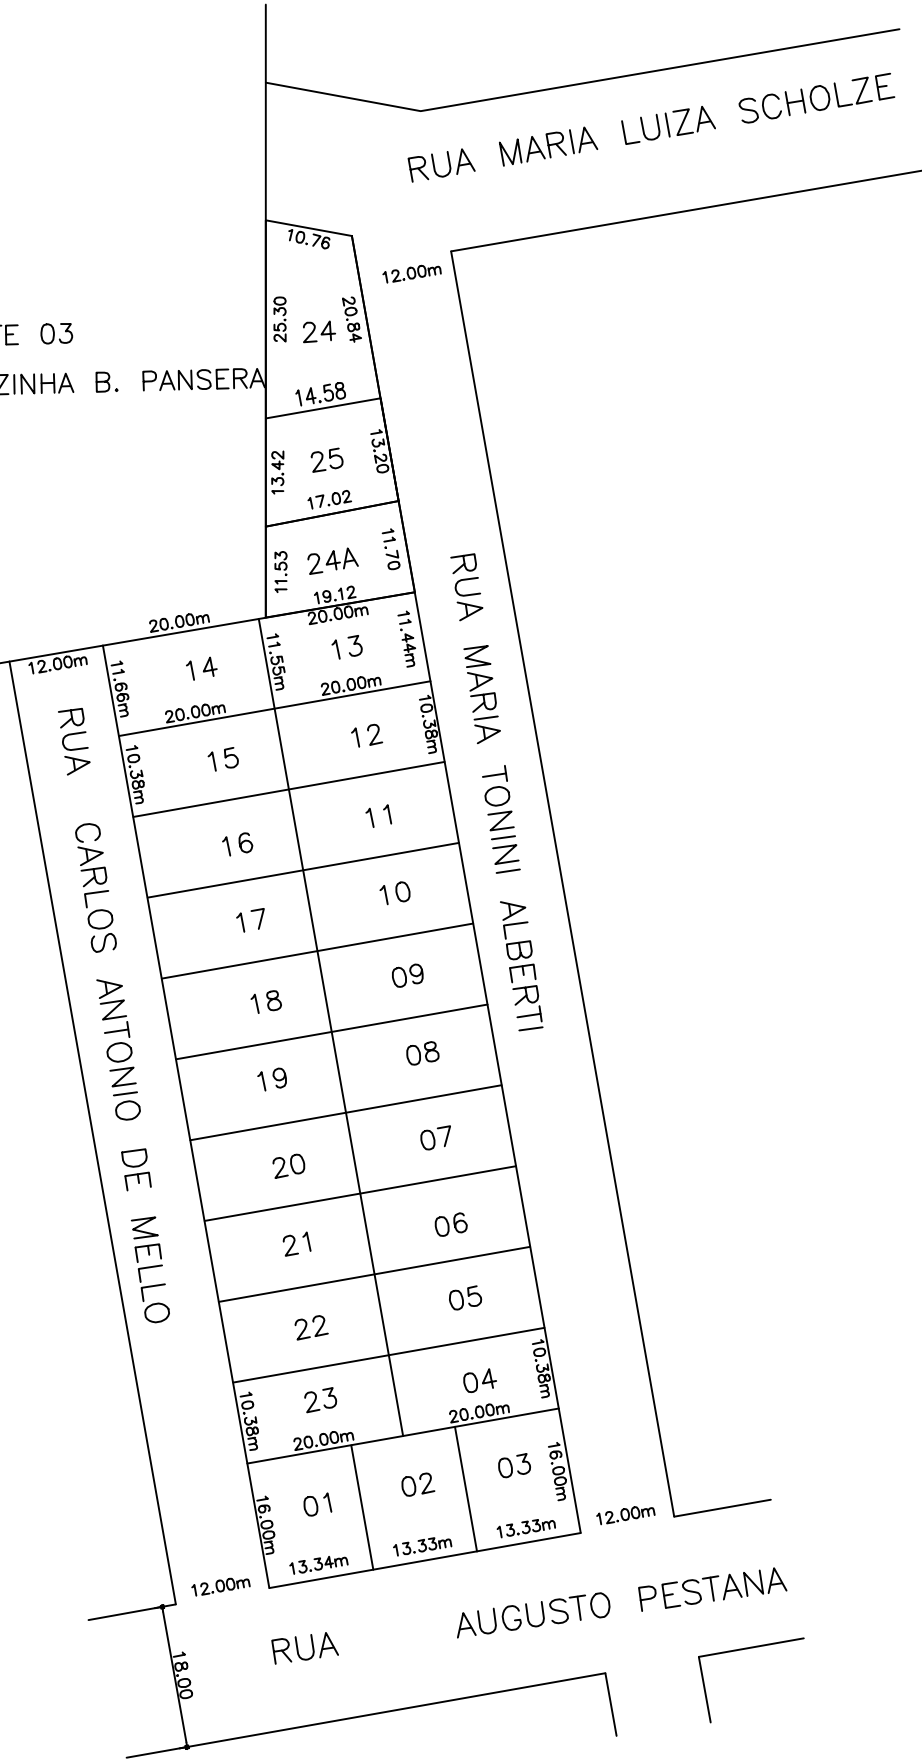 RUA MARIA LUIZA SCHOLZE
10.76
12.00m
25.30
24
20.84
TE 03
ZINHA B. PANSERA
14.58
13.42
25
13.20
17.02
11.53
24A
11.70
19.12
20.00m
20.00m
12.00m
11.66m
14
11.55m
13
11.44m
20.00m
20.00m
10.38m
15
12
10.38m
16
11
17
10
18
09
19
08
20
07
21
06
22
05
10.38m
23
04
10.38m
20.00m
20.00m
16.00m
01
02
03
16.00m
13.34m
13.33m
13.33m
12.00m
12.00m
RUA CARLOS ANTONIO DE MELLO
RUA MARIA TONINI ALBERTI
RUA AUGUSTO PESTANA
18.00